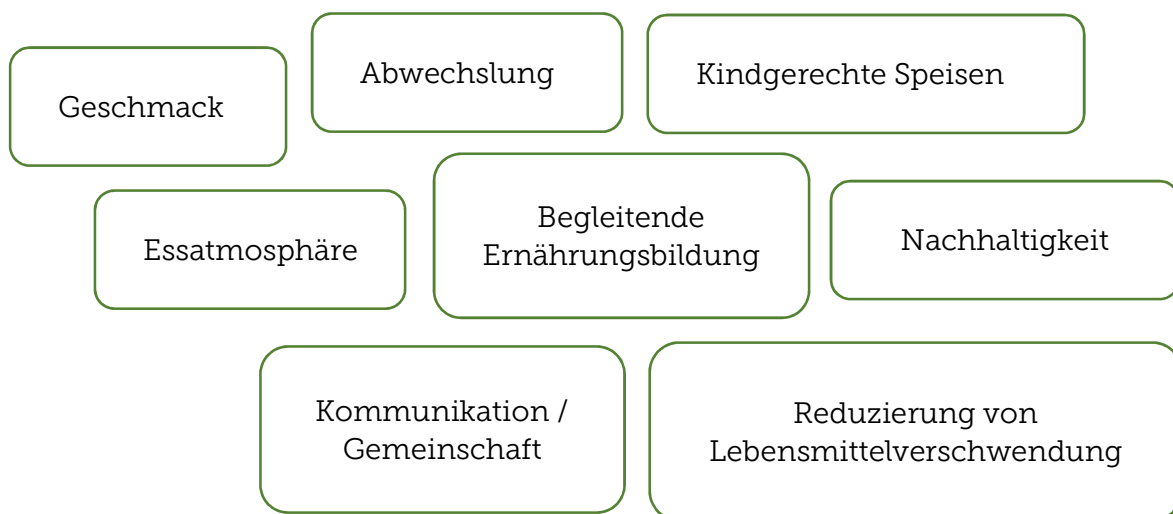 Geschmack
Abwechslung
Kindgerechte Speisen
Essatmosphäre
Begleitende
Ernährungsbildung
Nachhaltigkeit
Kommunikation /
Gemeinschaft
Reduzierung von
Lebensmittelverschwendung